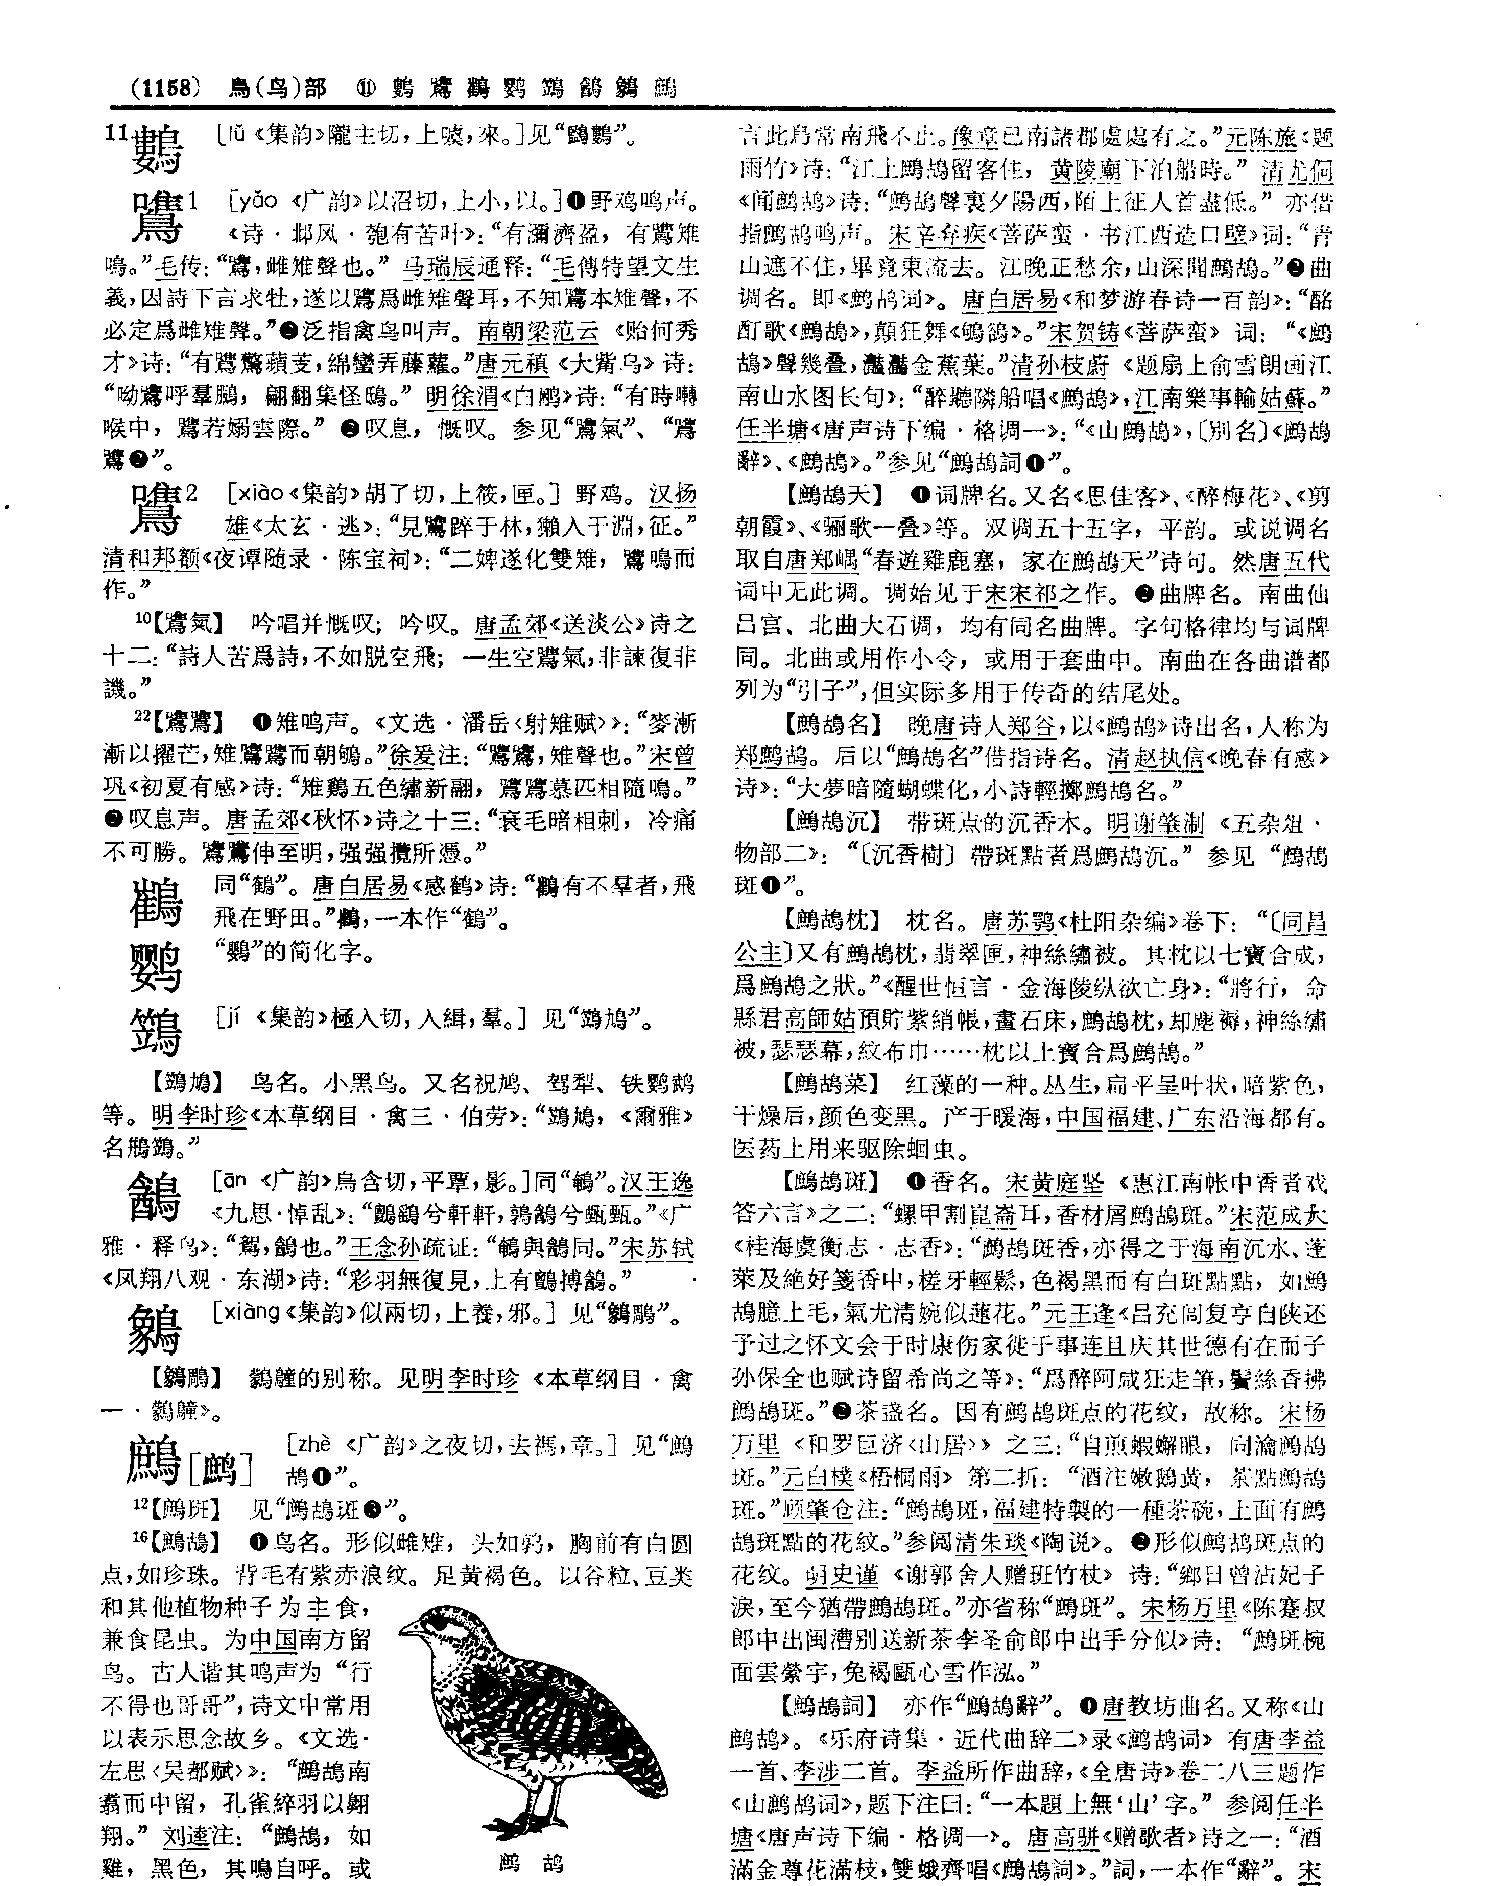 (1158) 鳥(鸟)部 ⑪ 鷜 鷕 鸖 鹦 鷑 鷷 鷞 鷓
11鷜 [lǔ《集韵》隴主切,上噳,來。]见“鷗鷜”。
鷕1 [yǎo《广韵》以沼切,上小,以。]❶野鸡鸣声。
《诗·邶风·匏有苦叶》:“有瀰濟盈,有鷕雉
鳴。”毛传:“鷕,雌雉聲也。” 马瑞辰通释:“毛傳特望文生
義,因詩下言求牡,遂以鷕爲雌雉聲耳,不知鷕本雉聲,不
必定爲雌雉聲。”❷泛指禽鸟叫声。南朝梁范云《贻何秀
才》诗:“有鷕驚蘋芰,綿蠻弄藤蘿。”唐元稹《大觜乌》诗:
“呦鷕呼羣鵩,翩翻集怪鴟。” 明徐渭《白鹇》诗:“有時囀
喉中,鷕若嫋雲際。” ❸叹息,慨叹。参见“鷕氣”、“鷕
鷕❷”。
鷕2 [xiào《集韵》胡了切,上筱,匣。] 野鸡。汉扬
雄《太玄·逃》:“見鷕踤于林,獺入于淵,征。”
清和邦额《夜谭随录·陈宝祠》:“二婢遂化雙雉,鷕鳴而
作。”
10【鷕氣】 吟唱并慨叹;吟叹。唐孟郊《送淡公》诗之
十二:“詩人苦爲詩,不如脱空飛;一生空鷕氣,非諫復非
譏。”
22【鷕鷕】 ❶雉鸣声。《文选·潘岳〈射雉赋〉》:“麥漸
漸以擢芒,雉鷕鷕而朝鴝。”徐爰注:“鷕鷕,雉聲也。”宋曾
巩《初夏有感》诗:“雉鷄五色繡新翮,鷕鷕慕匹相隨鳴。”
❷叹息声。唐孟郊《秋怀》诗之十三:“衰毛暗相刺,冷痛
不可勝。鷕鷕伸至明,强强攬所憑。”
鸖 同“鶴”。唐白居易《感鹤》诗:“鸖有不羣者,飛
飛在野田。”鸖,一本作“鶴”。
鹦 “鸚”的简化字。
鷑 [jí《集韵》極入切,入緝,羣。] 见“鷑鳩”。
【鷑鳩】 鸟名。小黑鸟。又名祝鸠、驾犁、铁鹦鹉
等。明李时珍《本草纲目·禽三·伯劳》:“鷑鳩,《爾雅》
名鵧鷑。”
[ān《广韵》烏含切,平覃,影。]同“鵪”。汉王逸
《九思·悼乱》:“鸇鷂兮軒軒,鶉鵪兮甄甄。”《广
雅·释鸟》:“鴽,鵪也。”王念孙疏证:“鵪與鵪同。”宋苏轼
《凤翔八观·东湖》诗:“彩羽無復見,上有鸇搏鵪。”
[xiàng《集韵》似兩切,上養,邪。] 见“鷵鵰”。
的别称。见明李时珍《本草纲目·禽
一·》。
鷓[鹧] [zhè《广韵》之夜切,去禡,章。] 见“鷓
鴣❶”。
12【鷓斑】 见“鷓鴣斑❸”。
16【鷓鴣】 ❶鸟名。形似雌雉,头如鹑,胸前有白圆
点,如珍珠。背毛有紫赤浪纹。足黄褐色。以谷粒、豆类
和其他植物种子为主食,
兼食昆虫。为中国南方留
鸟。古人谐其鸣声为“行
不得也哥哥”,诗文中常用
以表示思念故乡。《文选·
左思〈吴都赋〉》:“鷓鴣南
翥而中留,孔雀綷羽以翱
翔。” 刘逵注:“鷓鴣,如
雞,黑色,其鳴自呼。或
鹧 鸪
言此鳥常南飛不止。豫章已南諸郡處處有之。”元陈旅《题
雨竹》诗:“江上鷓鴣留客住,黄陵廟下泊船時。” 清尤侗
《闻鹧鸪》诗:“鷓鴣聲裏夕陽西,陌上征人首盡低。” 亦借
指鹧鸪鸣声。宋辛弃疾《菩萨蛮·书江西造口壁》词:“青
山遮不住,畢竟東流去。江晚正愁余,山深聞鷓鴣。”❷曲
调名。即《鹧鸪词》。唐白居易《和梦游春诗一百韵》:“酩
酊歌《鷓鴣》,顛狂舞《鴝鵒》。”宋贺铸《菩萨蛮》 词:“《鷓
鴣》聲幾叠,灩灩金蕉葉。”清孙枝蔚《题扇上俞雪朗画江
南山水图长句》:“醉聽隣船唱《鷓鴣》,江南樂事輸姑蘇。”
任半塘《唐声诗下编·格调一》:“《山鷓鴣》,〔别名〕《鷓鴣
辭》、《鷓鴣》。”参见“鷓鴣詞❶”。
【鷓鴣天】 ❶词牌名。又名《思佳客》、《醉梅花》、《剪
朝霞》、《骊歌一叠》等。双调五十五字,平韵。或说调名
取自唐郑嵎“春遊雞鹿塞,家在鷓鴣天”诗句。然唐五代
词中无此调。调始见于宋宋祁之作。❷曲牌名。南曲仙
吕宫、北曲大石调,均有同名曲牌。字句格律均与词牌
同。北曲或用作小令,或用于套曲中。南曲在各曲谱都
列为“引子”,但实际多用于传奇的结尾处。
【鷓鴣名】 晚唐诗人郑谷,以《鹧鸪》诗出名,人称为
郑鹧鸪。后以“鷓鴣名”借指诗名。清赵执信《晚春有感》
诗》:“大夢暗隨蝴蝶化,小詩輕擲鷓鴣名。”
【鷓鴣沉】 带斑点的沉香木。明谢肇淛《五杂俎·
物部二》:“〔沉香樹〕帶斑點者爲鷓鴣沉。” 参见 “鷓鴣
斑❶”。
【鷓鴣枕】 枕名。唐苏鹗《杜阳杂编》卷下:“〔同昌
公主〕又有鷓鴣枕,翡翠匣,神絲繡被。其枕以七寶合成,
爲鷓鴣之狀。”《醒世恒言·金海陵纵欲亡身》:“將行,命
縣君高師姑預貯紫綃帳,畫石床,鷓鴣枕,却塵褥,神絲繡
被,瑟瑟幕,紋布巾……枕以上寶合爲鷓鴣。”
【鷓鴣菜】 红藻的一种。丛生,扁平呈叶状,暗紫色,
干燥后,颜色变黑。产于暖海,中国福建、广东沿海都有。
医药上用来驱除蛔虫。
【鷓鴣斑】 ❶香名。宋黄庭坚《惠江南帐中香者戏
答六言》之二:“螺甲割崑崙耳,香材屑鷓鴣斑。”宋范成大
《桂海虞衡志·志香》:“鷓鴣斑香,亦得之于海南沉水、蓬
萊及絶好箋香中,槎牙輕鬆,色褐黑而有白斑點點,如鷓
鴣臆上毛,氣尤清婉似蓮花。”元王逢《吕充闾复亨自陕还
予过之怀文会于时康伤家徙于事连且庆其世德有在而子
孙保全也赋诗留希尚之等》:“爲醉阿咸狂走筆,鬢絲香拂
鷓鴣斑。”❷茶盏名。因有鹧鸪斑点的花纹,故称。宋杨
万里《和罗巨济〈山居〉》之三:“自煎蝦蠏眼,同瀹鷓鴣
斑。”元白樸《梧桐雨》第二折:“酒注嫩鵝黄,茶點鷓鴣
斑。”顾肇仓注:“鷓鴣斑,福建特製的一種茶碗,上面有鷓
鴣斑點的花紋。”参阅清朱琰《陶说》。❸形似鹧鸪斑点的
花纹。明史谨《谢郭舍人赠班竹杖》诗:“鄉日曾沾妃子
淚,至今猶帶鷓鴣斑。”亦省称“鷓斑”。宋杨万里《陈蹇叔
郎中出闽漕别送新茶李圣俞郎中出手分似》诗:“鷓斑椀
面雲縈宇,兔褐甌心雪作泓。”
【鷓鴣詞】 亦作“鷓鴣辭”。❶唐教坊曲名。又称《山
鹧鸪》。《乐府诗集·近代曲辞二》录《鹧鸪词》有唐李益
一首、李涉二首。李益所作曲辞,《全唐诗》卷二八三题作
《山鹧鸪词》,题下注曰:“一本題上無‘山’字。” 参阅任半
塘《唐声诗下编·格调一》。唐高骈《赠歌者》诗之一:“酒
滿金尊花滿枝,雙蛾齊唱《鷓鴣詞》。”詞,一本作“辭”。宋